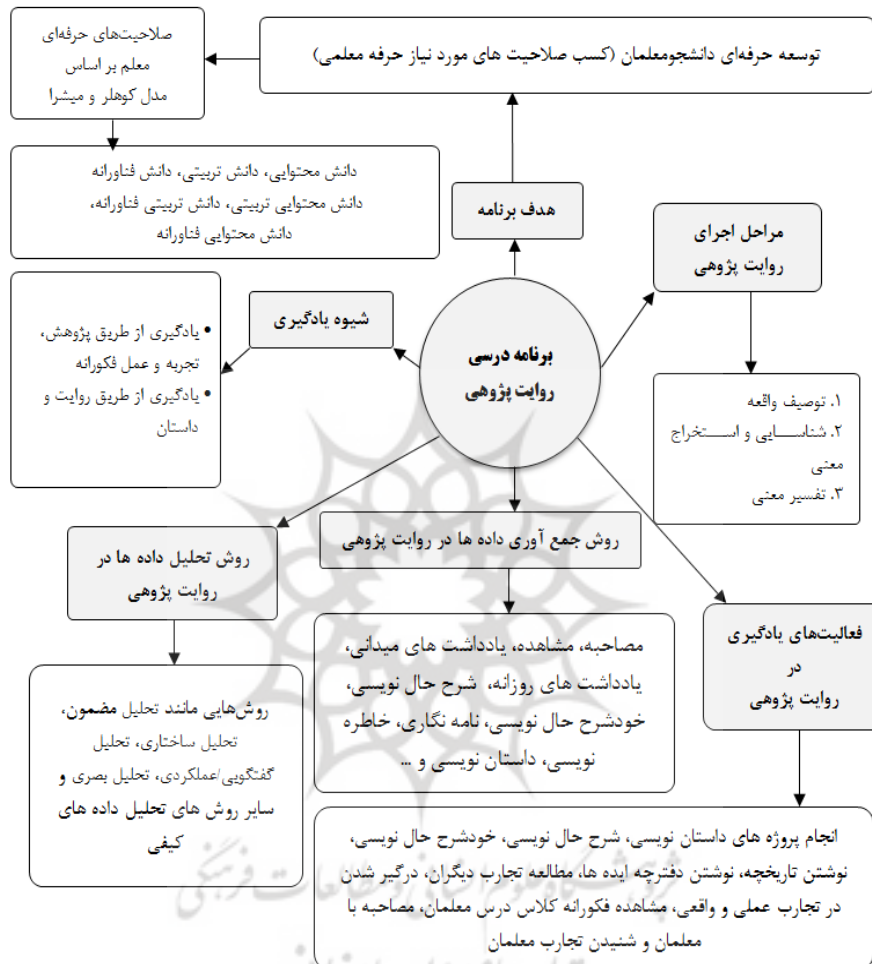 توسعه حرفه‌ای دانشجومعلمان (کسب صلاحیت های مورد نیاز حرفه معلمی)
صلاحیت‌های حرفه‌ای
معلم بر اساس
مدل کوهلر و میشرا
دانش محتوایی، دانش تربیتی، دانش فناورانه
دانش محتوایی تربیتی، دانش تربیتی فناورانه،
دانش محتوایی فناورانه
هدف برنامه
مراحل اجرای
روایت پژوهی
۱. توصیف واقعه
۲. شناسایی و استخراج
معنی
۳. تفسیر معنی
برنامه درسی
روایت پژوهی
شیوه یادگیری
• یادگیری از طریق پژوهش،
تجربه و عمل فکورانه
• یادگیری از طریق روایت و
داستان
روش جمع آوری داده ها در روایت پژوهی
مصاحبه، مشاهده، یادداشت های میدانی،
یادداشت های روزانه، شرح حال نویسی،
خودشرح حال نویسی، نامه نگاری، خاطره
نویسی، داستان نویسی و ...
روش تحلیل داده ها در
روایت پژوهی
روش‌هایی مانند تحلیل مضمون،
تحلیل ساختاری، تحلیل
گفتگویی/عملکردی، تحلیل بصری و
سایر روش های تحلیل داده های
کیفی
فعالیت‌های یادگیری
در
روایت پژوهی
انجام پروژه های داستان نویسی، شرح حال نویسی، خودشرح حال نویسی،
نوشتن تاریخچه، نوشتن دفترچه ایده ها، مطالعه تجارب دیگران، درگیر شدن
در تجارب عملی و واقعی، مشاهده فکورانه کلاس درس معلمان، مصاحبه با
معلمان و شنیدن تجارب معلمان
پژوهشگاه علوم انسانی و مطالعات فرهنگی